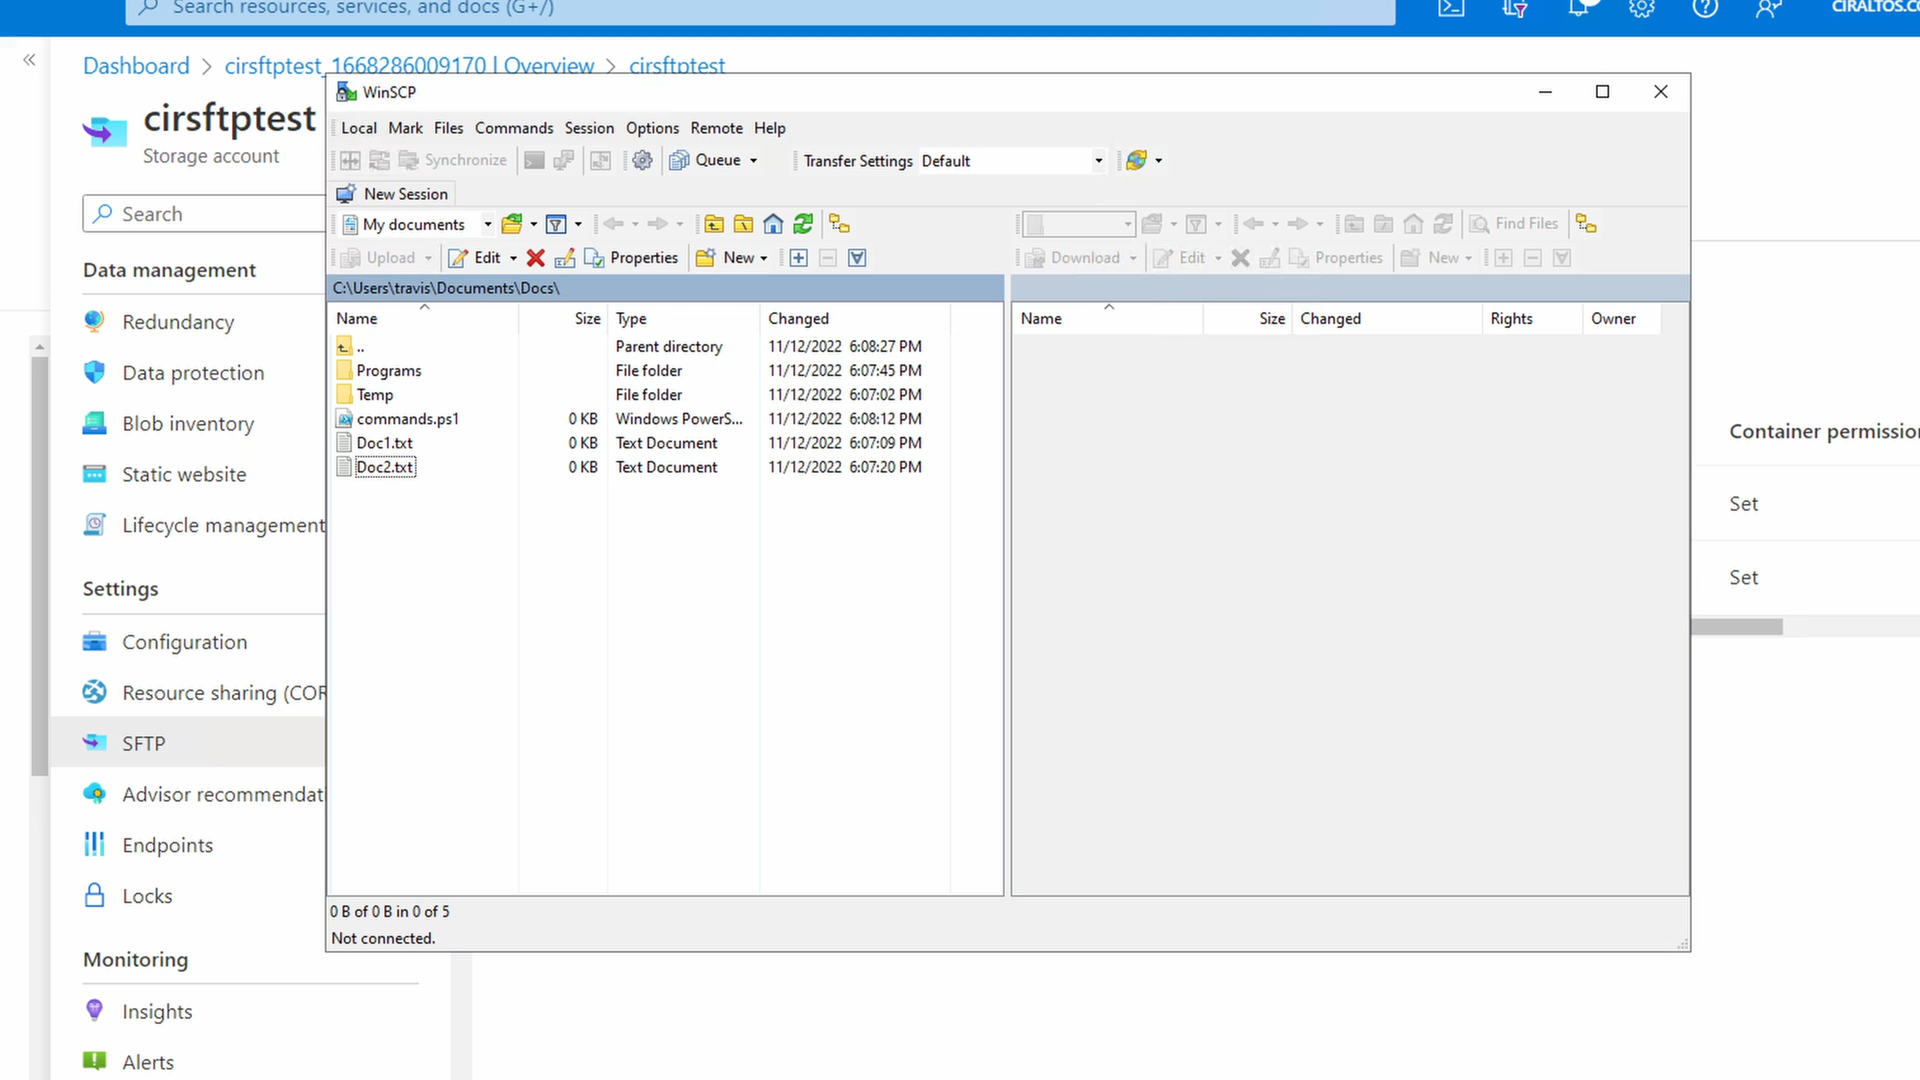 Search resources, services, and docs (G+/)
Dashboard > cirsftptest_1668286009170 | Overview > cirsftptest
cirsftptest
Storage account
Search
Data management
Redundancy
Data protection
Blob inventory
Static website
Lifecycle management
Settings
Configuration
Resource sharing (COR
SFTP
Advisor recommendat
Endpoints
Locks
Monitoring
Insights
Alerts
WinSCP
Local Mark Files Commands Session Options Remote Help
Synchronize Queue Transfer Settings Default
New Session
My documents Find Files
Upload Edit Properties New Download Edit Properties New
C:\Users\travis\Documents\Docs\
Name Size Type Changed
.. Parent directory 11/12/2022 6:08:27 PM
Programs File folder 11/12/2022 6:07:45 PM
Temp File folder 11/12/2022 6:07:02 PM
commands.ps1 0 KB Windows PowerS... 11/12/2022 6:08:12 PM
Doc1.txt 0 KB Text Document 11/12/2022 6:07:09 PM
Doc2.txt 0 KB Text Document 11/12/2022 6:07:20 PM
Name Size Changed Rights Owner
0 B of 0 B in 0 of 5
Not connected.
Container permission
Set
Set